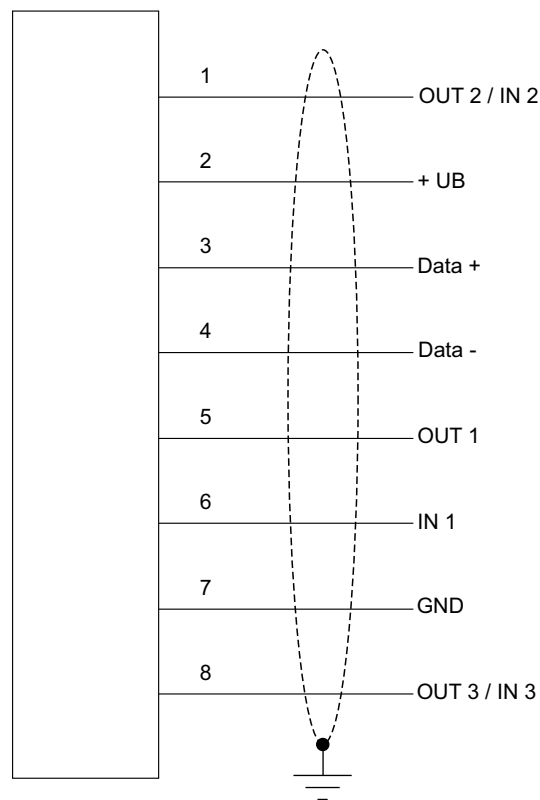 1 OUT 2 / IN 2
2 + UB
3 Data +
4 Data -
5 OUT 1
6 IN 1
7 GND
8 OUT 3 / IN 3